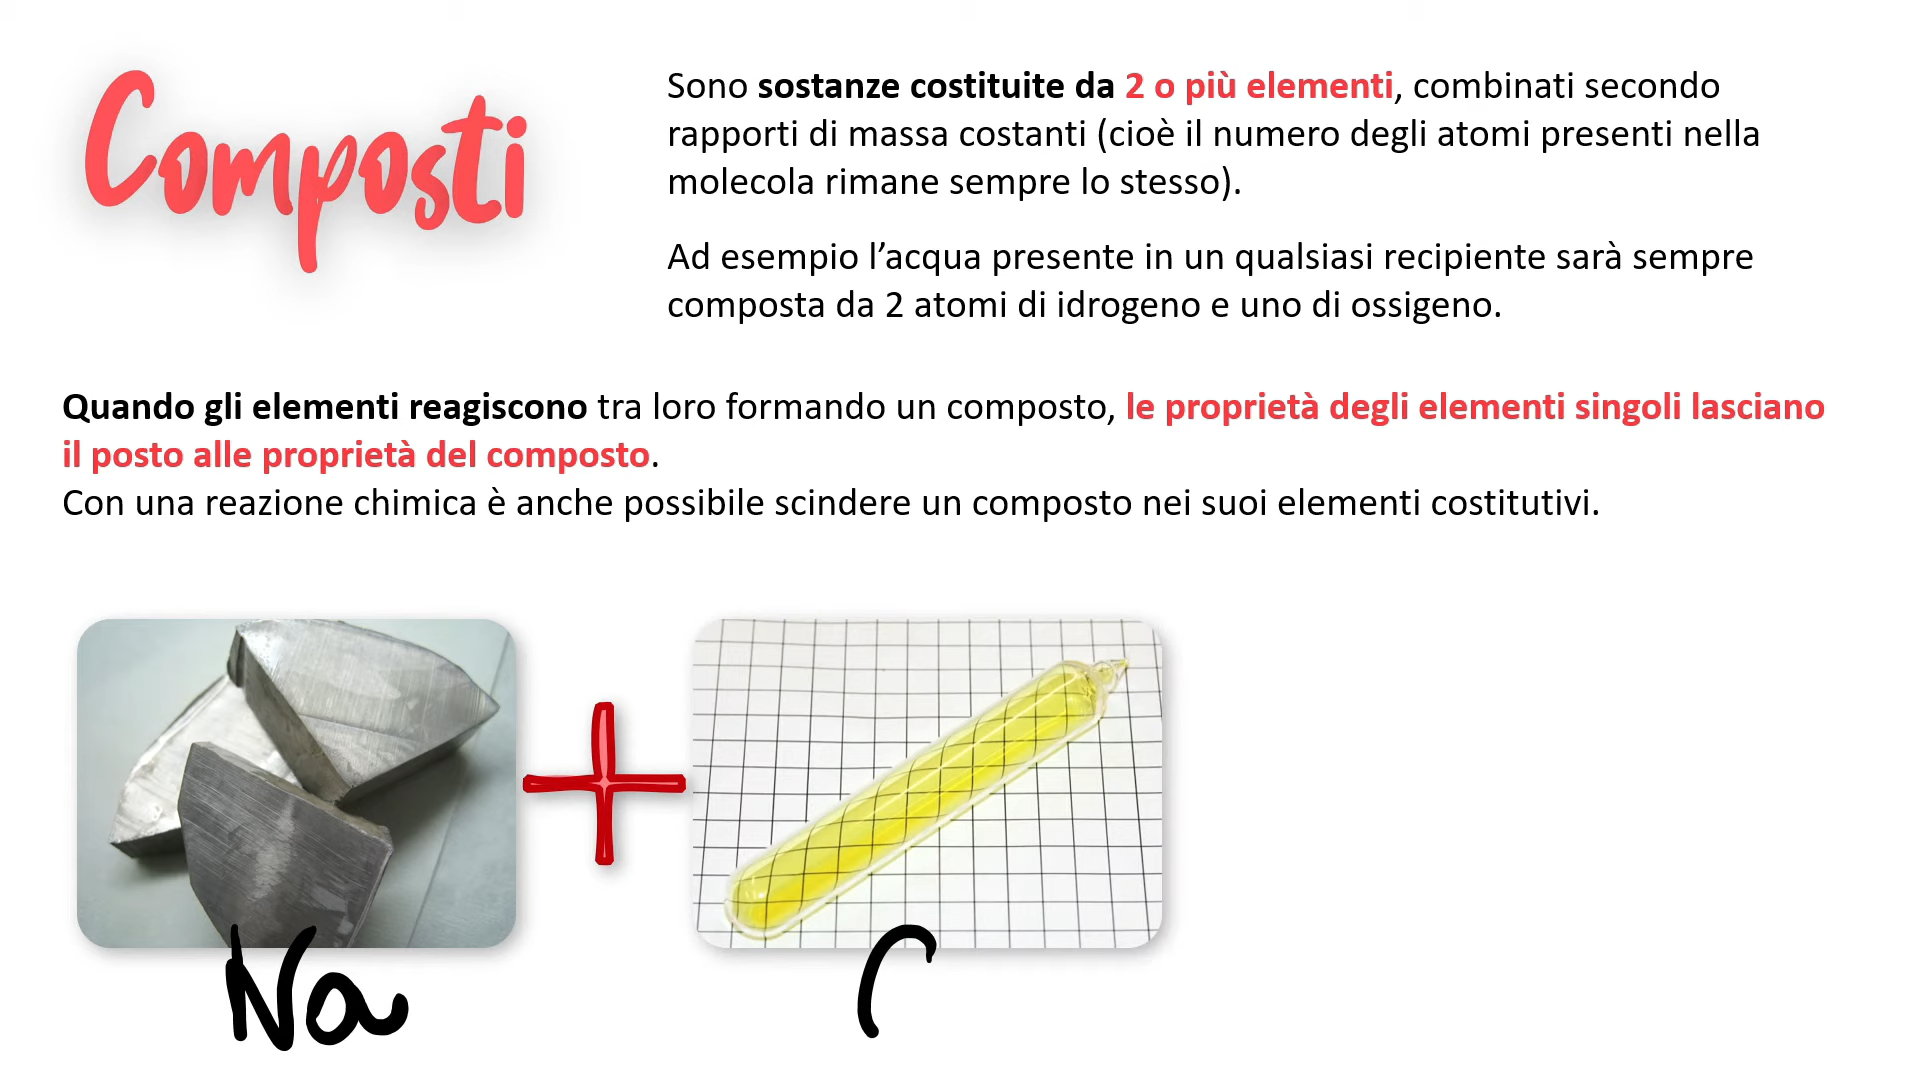 Composti
Sono sostanze costituite da 2 o più elementi, combinati secondo
rapporti di massa costanti (cioè il numero degli atomi presenti nella
molecola rimane sempre lo stesso).
Ad esempio l’acqua presente in un qualsiasi recipiente sarà sempre
composta da 2 atomi di idrogeno e uno di ossigeno.
Quando gli elementi reagiscono tra loro formando un composto, le proprietà degli elementi singoli lasciano
il posto alle proprietà del composto.
Con una reazione chimica è anche possibile scindere un composto nei suoi elementi costitutivi.
Na